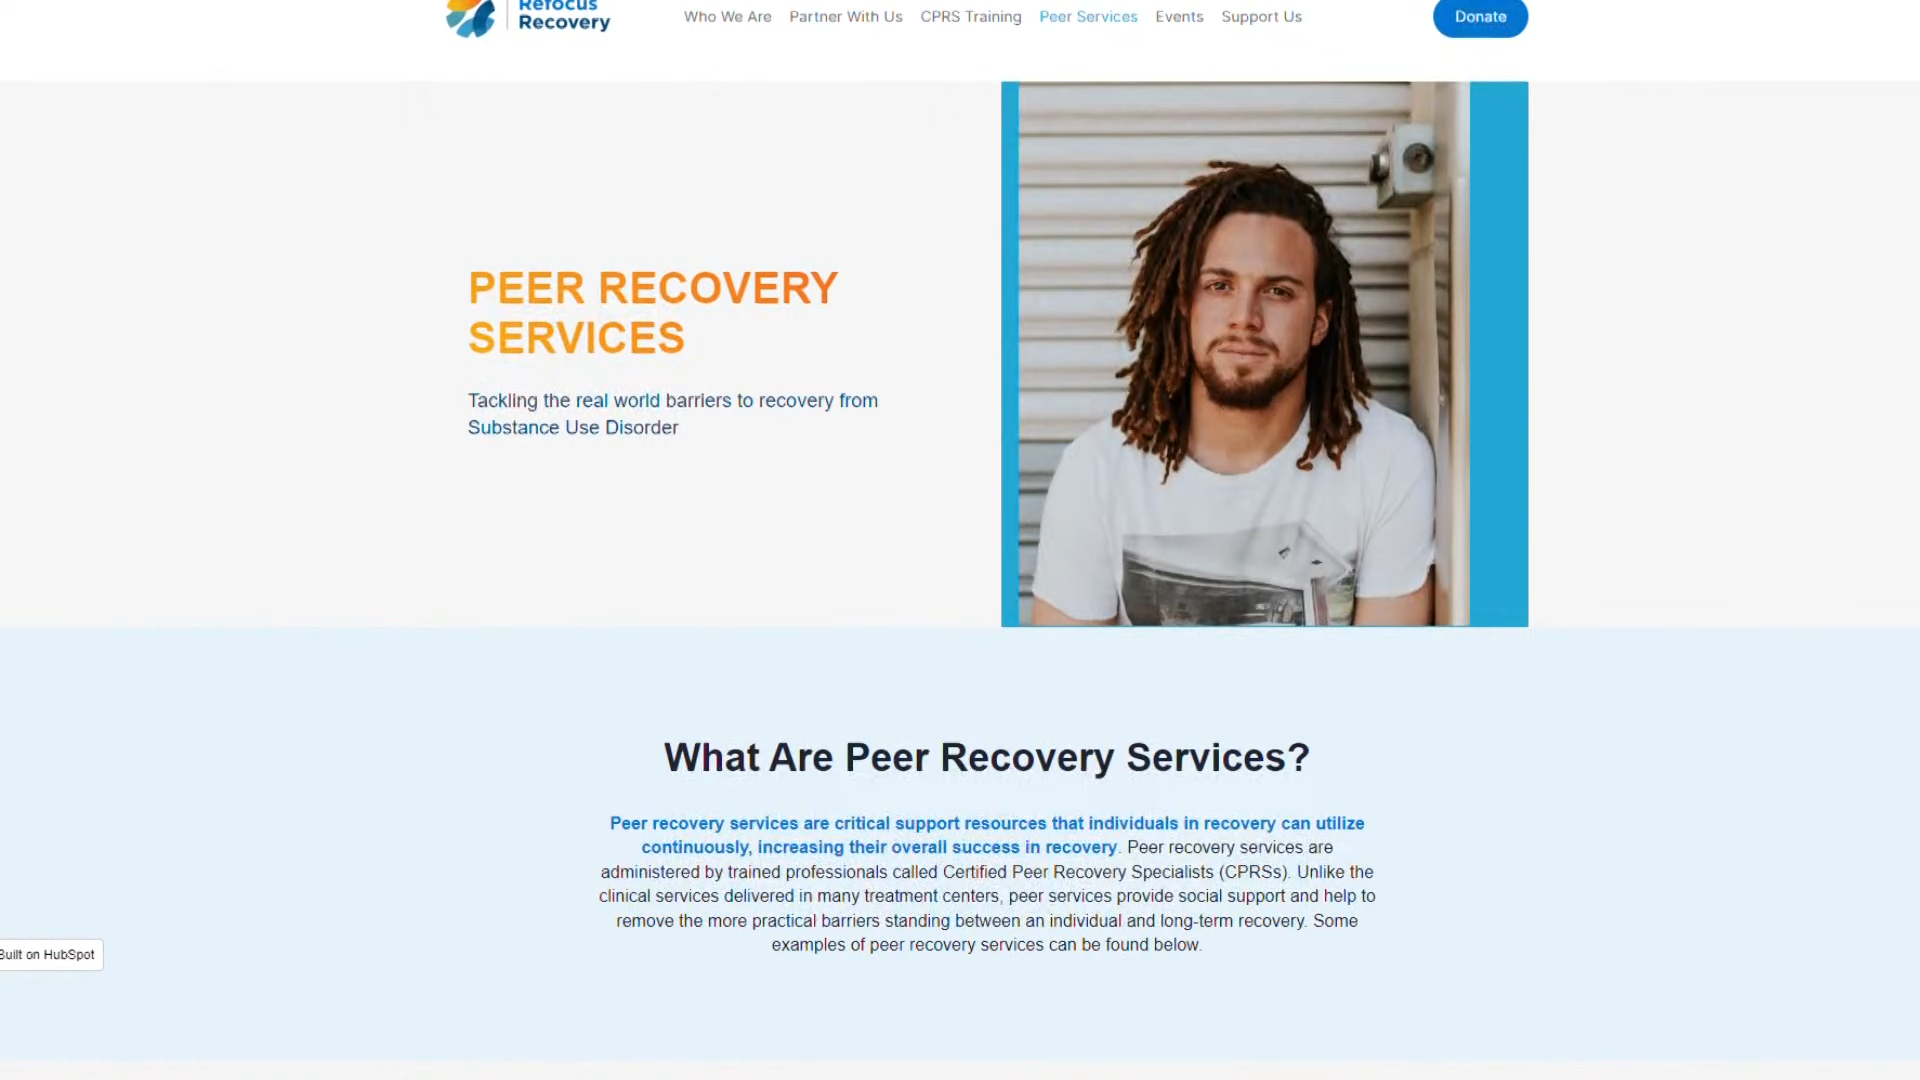 Refocus
Recovery
Who We Are Partner With Us CPRS Training Peer Services Events Support Us
Donate
PEER RECOVERY
SERVICES
Tackling the real world barriers to recovery from
Substance Use Disorder
What Are Peer Recovery Services?
Peer recovery services are critical support resources that individuals in recovery can utilize
continuously, increasing their overall success in recovery. Peer recovery services are
administered by trained professionals called Certified Peer Recovery Specialists (CPRSs). Unlike the
clinical services delivered in many treatment centers, peer services provide social support and help to
remove the more practical barriers standing between an individual and long-term recovery. Some
examples of peer recovery services can be found below.
Built on HubSpot